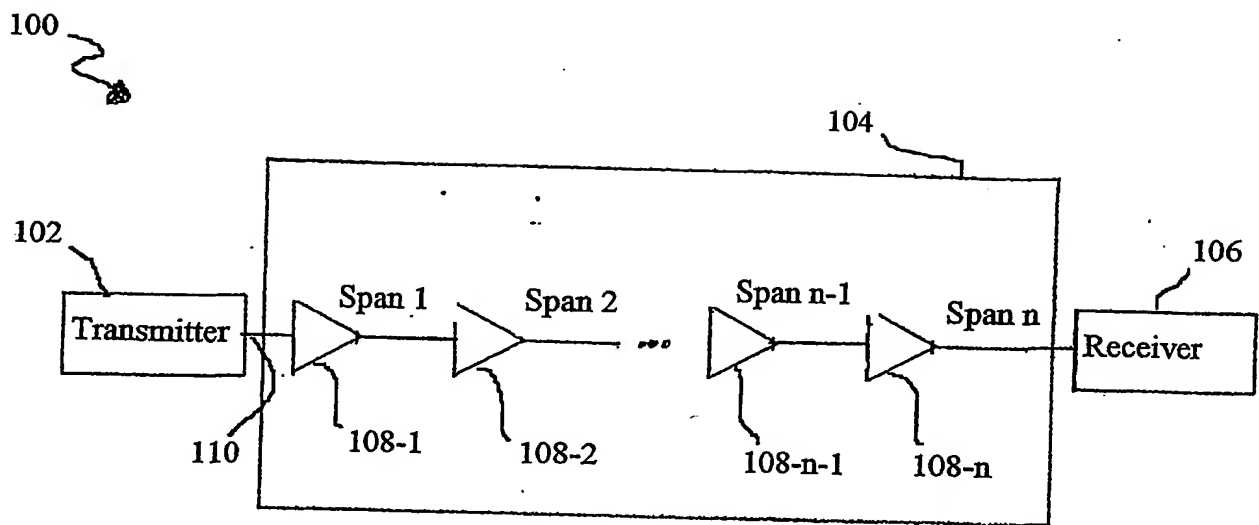 100
104
102
106
Span 1
Span 2
Span n-1
Span n
Transmitter
...
Receiver
110
108-1
108-2
108-n-1
108-n